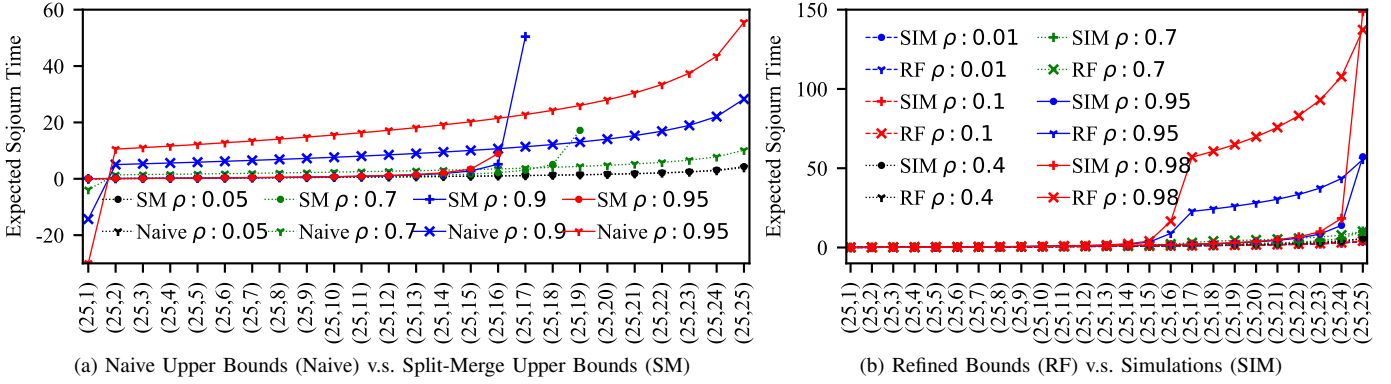 Expected Sojourn Time
60
40
20
0
-20
SM ρ : 0.05
SM ρ : 0.7
SM ρ : 0.9
SM ρ : 0.95
Naive ρ : 0.05
Naive ρ : 0.7
Naive ρ : 0.9
Naive ρ : 0.95
(25,1)
(25,2)
(25,3)
(25,4)
(25,5)
(25,6)
(25,7)
(25,8)
(25,9)
(25,10)
(25,11)
(25,12)
(25,13)
(25,14)
(25,15)
(25,16)
(25,17)
(25,18)
(25,19)
(25,20)
(25,21)
(25,22)
(25,23)
(25,24)
(25,25)
(a) Naive Upper Bounds (Naive) v.s. Split-Merge Upper Bounds (SM)
Expected Sojourn Time
150
100
50
0
SIM ρ : 0.01
RF ρ : 0.01
SIM ρ : 0.1
RF ρ : 0.1
SIM ρ : 0.4
RF ρ : 0.4
SIM ρ : 0.7
RF ρ : 0.7
SIM ρ : 0.95
RF ρ : 0.95
SIM ρ : 0.98
RF ρ : 0.98
(25,1)
(25,2)
(25,3)
(25,4)
(25,5)
(25,6)
(25,7)
(25,8)
(25,9)
(25,10)
(25,11)
(25,12)
(25,13)
(25,14)
(25,15)
(25,16)
(25,17)
(25,18)
(25,19)
(25,20)
(25,21)
(25,22)
(25,23)
(25,24)
(25,25)
(b) Refined Bounds (RF) v.s. Simulations (SIM)